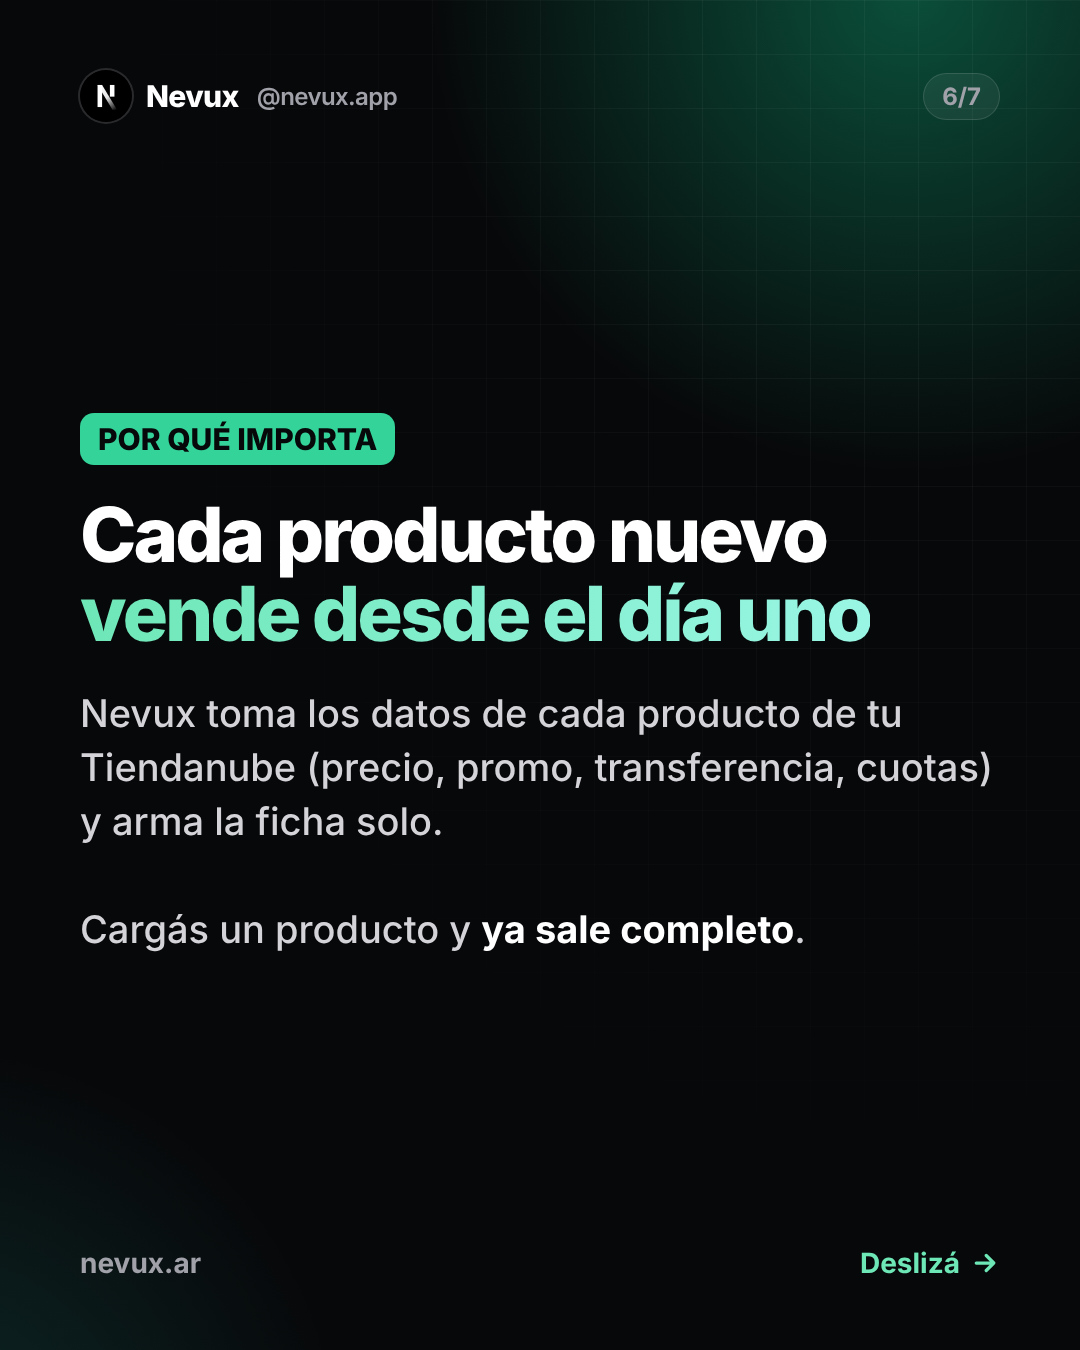 N Nevux @nevux.app 6/7
POR QUÉ IMPORTA
Cada producto nuevo
vende desde el día uno
Nevux toma los datos de cada producto de tu
Tiendanube (precio, promo, transferencia, cuotas)
y arma la ficha solo.
Cargás un producto y ya sale completo.
nevux.ar Deslizá →